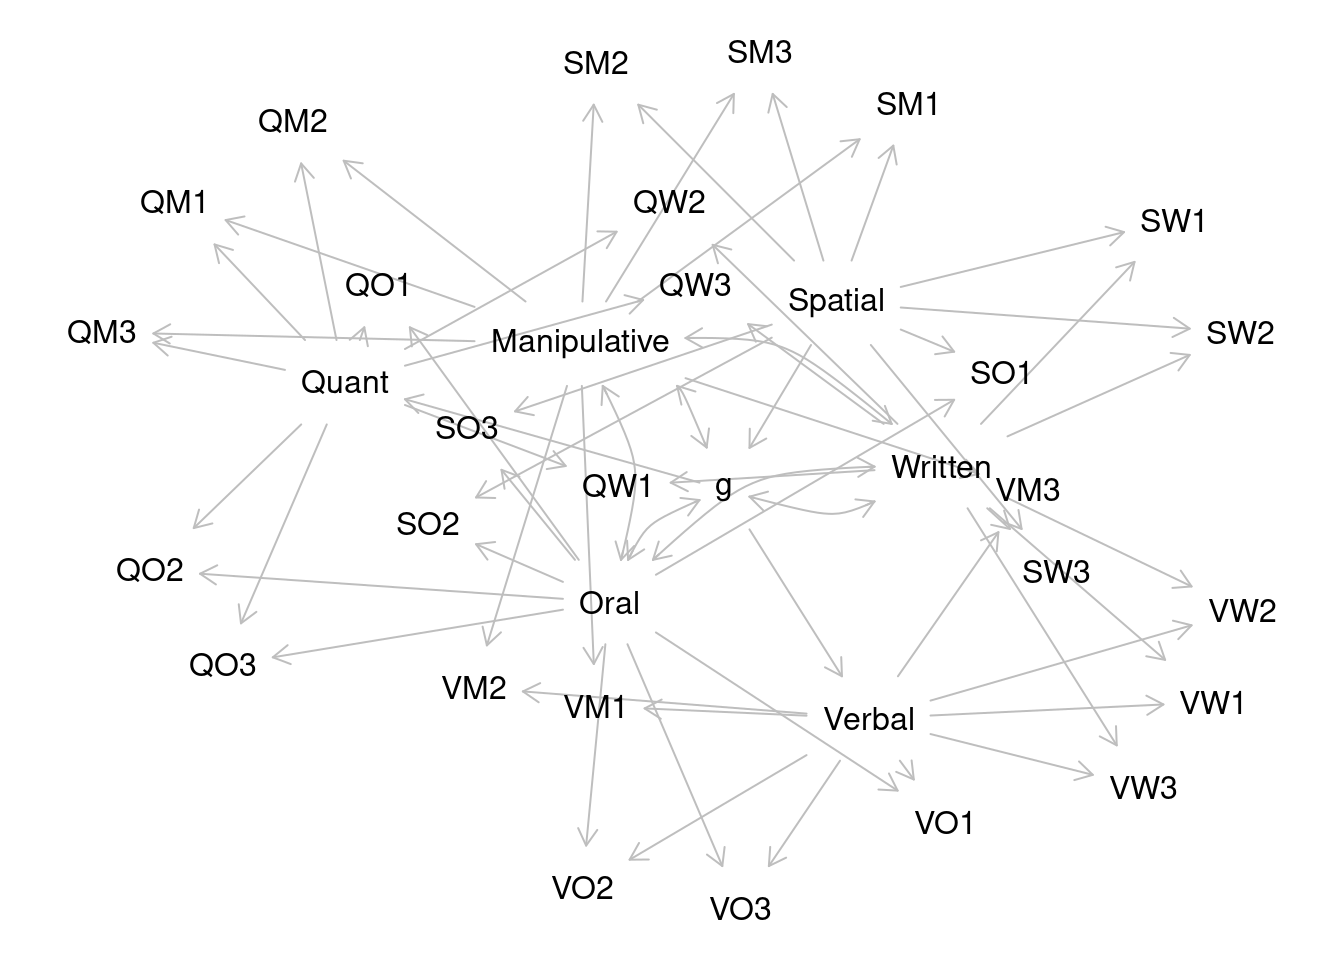 SM3
SM2
SM1
QM2
QM1
QW2
SW1
QO1
QW3
Spatial
QM3
Manipulative
SW2
Quant
SO1
SO3
Written
QW1
g
VM3
SO2
QO2
SW3
Oral
VW2
QO3
VM2
VM1
Verbal
VW1
VW3
VO1
VO2
VO3